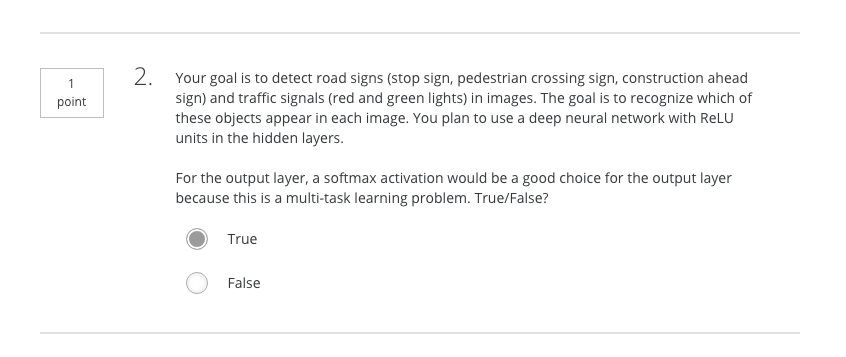 1
point
2.
Your goal is to detect road signs (stop sign, pedestrian crossing sign, construction ahead
sign) and traffic signals (red and green lights) in images. The goal is to recognize which of
these objects appear in each image. You plan to use a deep neural network with ReLU
units in the hidden layers.
For the output layer, a softmax activation would be a good choice for the output layer
because this is a multi-task learning problem. True/False?
True
False